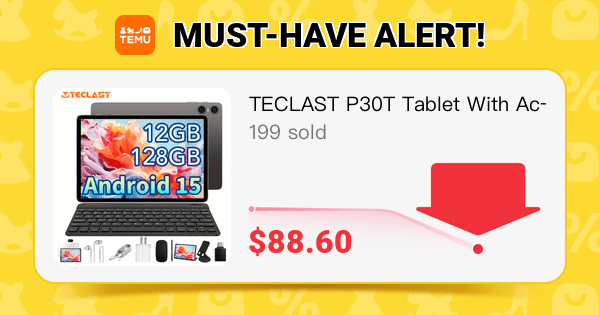 TEMU
MUST-HAVE ALERT!
TECLAST
12GB
128GB
Android 15
TECLAST P30T Tablet With Ac-
199 sold
$88.60